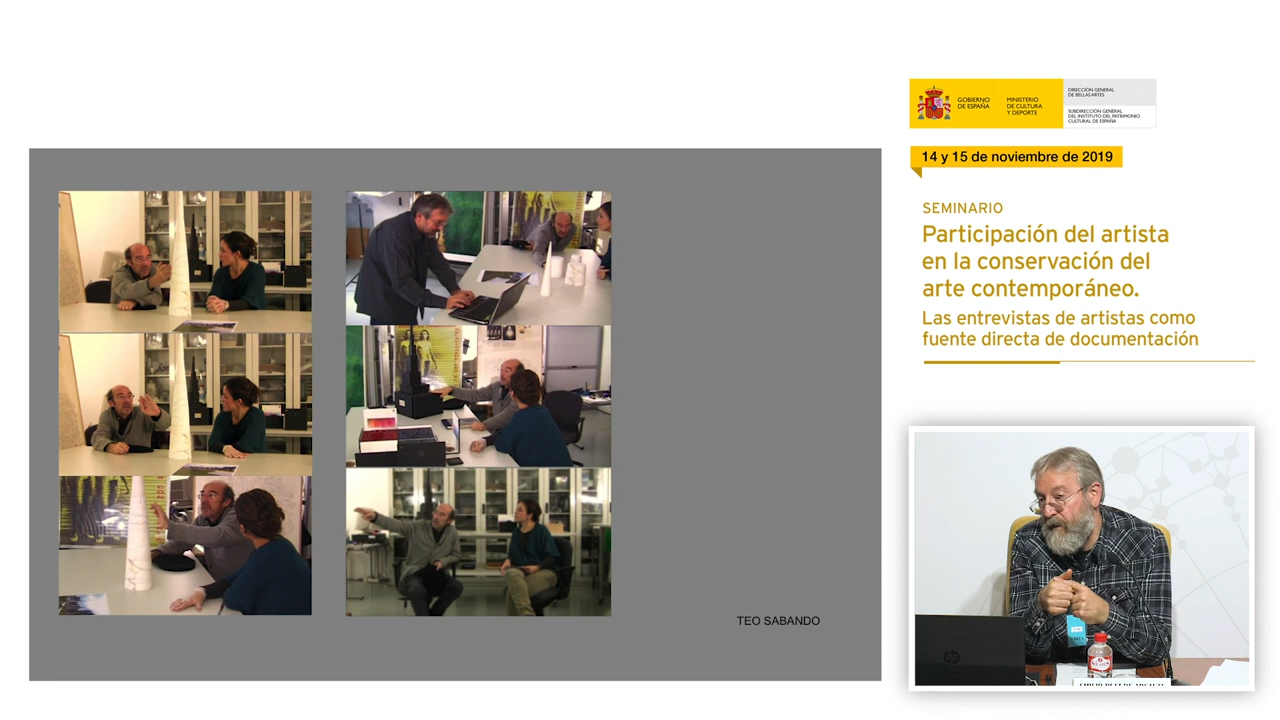 GOBIERNO
DE ESPAÑA
MINISTERIO
DE CULTURA
Y DEPORTE
DIRECCIÓN GENERAL
DE BELLAS ARTES
SUBDIRECCIÓN GENERAL
DEL INSTITUTO DEL PATRIMONIO
CULTURAL DE ESPAÑA
14 y 15 de noviembre de 2019
SEMINARIO
Participación del artista
en la conservación del
arte contemporáneo.
Las entrevistas de artistas como
fuente directa de documentación
TEO SABANDO
hp